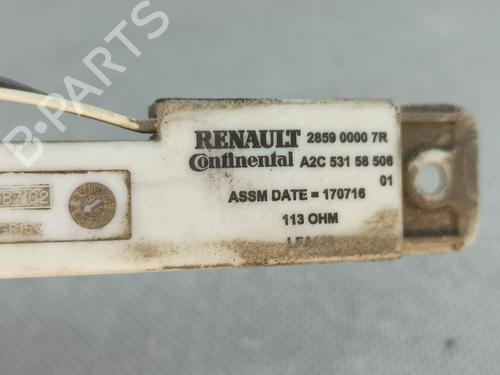 RENAULT 2859 0000 7R
Continental A2C 531 58 506
01
ASSM DATE = 170716
113 OHM
B-PARTS